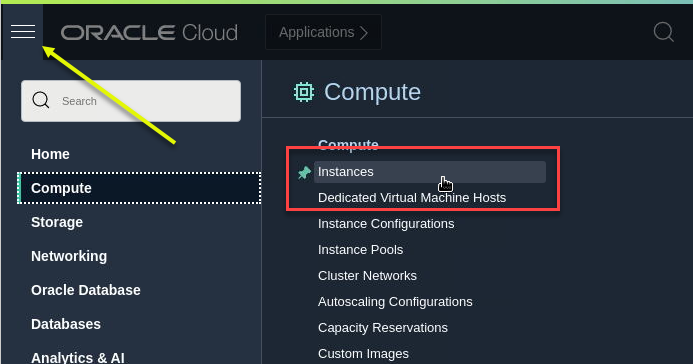 ORACLE Cloud
Applications
Search
Home
Compute
Storage
Networking
Oracle Database
Databases
Analytics & AI
Compute
Compute
Instances
Dedicated Virtual Machine Hosts
Instance Configurations
Instance Pools
Cluster Networks
Autoscaling Configurations
Capacity Reservations
Custom Images